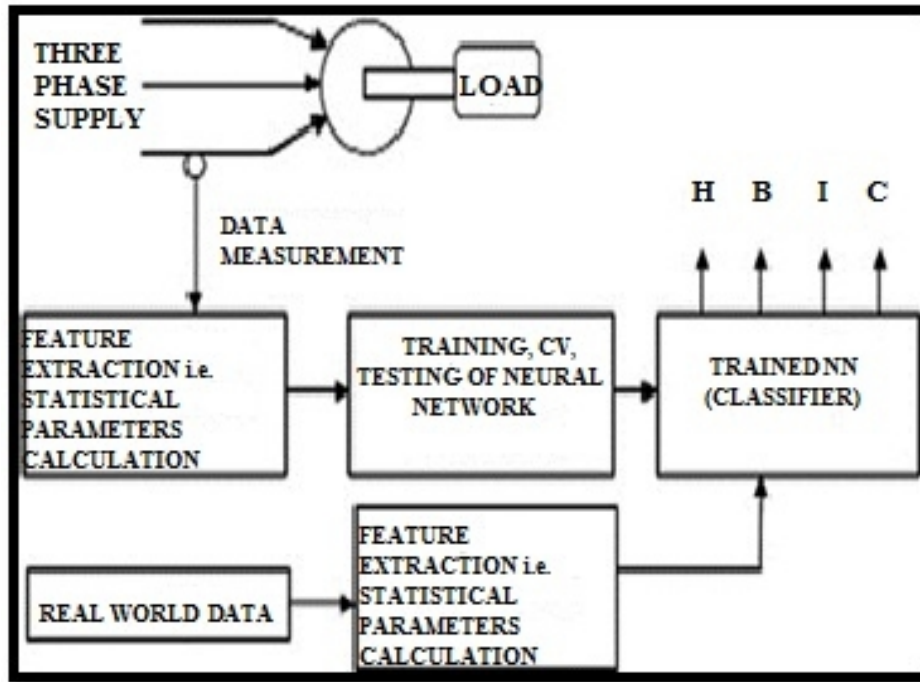 THREE
PHASE
SUPPLY
LOAD
H B I C
DATA
MEASUREMENT
FEATURE
EXTRACTION i.e.
STATISTICAL
PARAMETERS
CALCULATION
TRAINING, CV,
TESTING OF NEURAL
NETWORK
TRAINED NN
(CLASSIFIER)
REAL WORLD DATA
FEATURE
EXTRACTION i.e.
STATISTICAL
PARAMETERS
CALCULATION